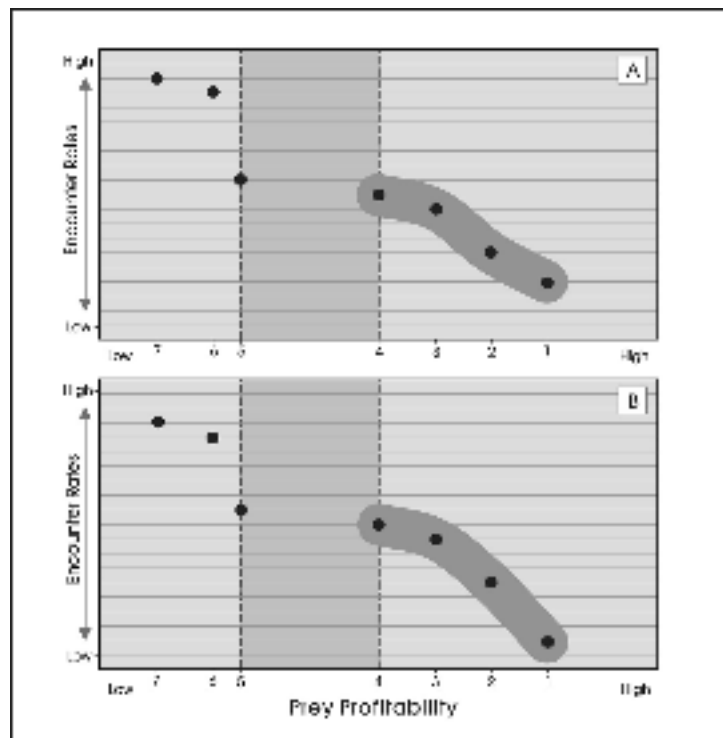 High
A
Encounter Rates
Low
Low 7 6 5 4 3 2 1 High
High
B
Encounter Rates
Low
Low 7 6 5 4 3 2 1 High
Prey Profitability